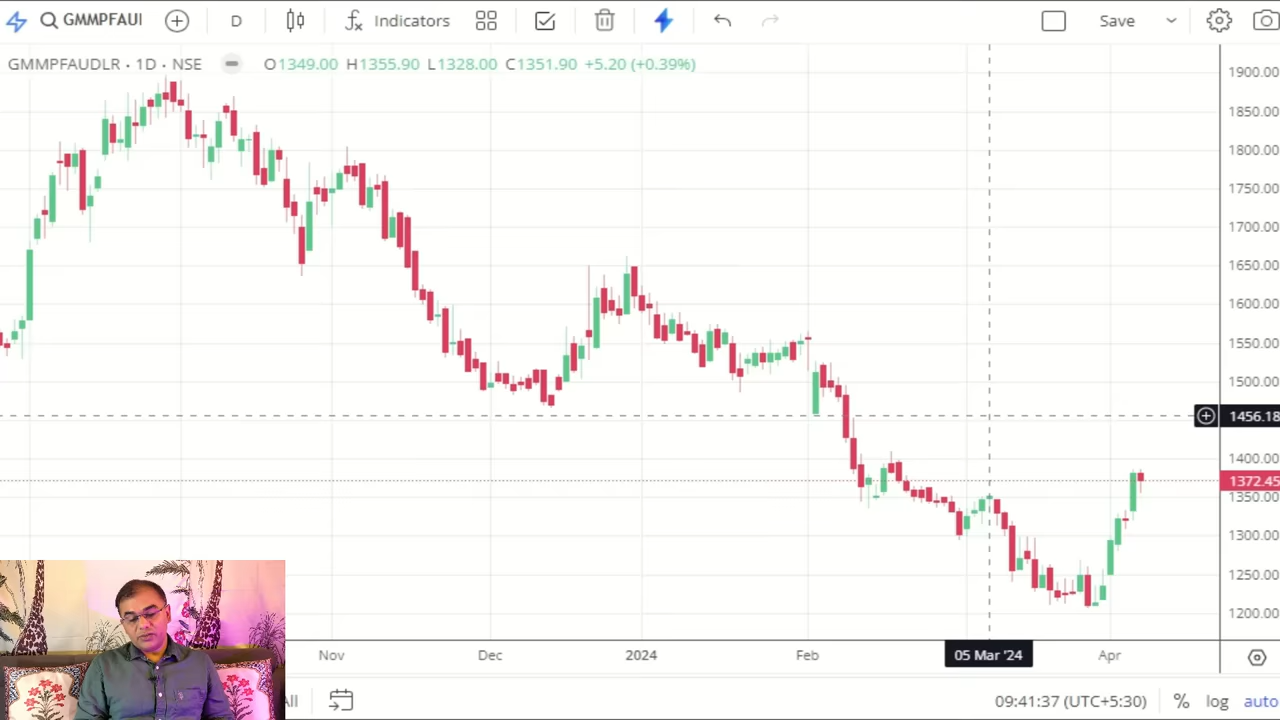 GMMPFAUI
D
Indicators
Save
GMMPFAUDLR · 1D · NSE
O1349.00 H1355.90 L1328.00 C1351.90 +5.20 (+0.39%)
1900.00
1850.00
1800.00
1750.00
1700.00
1650.00
1600.00
1550.00
1500.00
1456.18
1400.00
1372.45
1350.00
1300.00
1250.00
1200.00
Nov
Dec
2024
Feb
05 Mar '24
Apr
All
09:41:37 (UTC+5:30)
%
log
auto